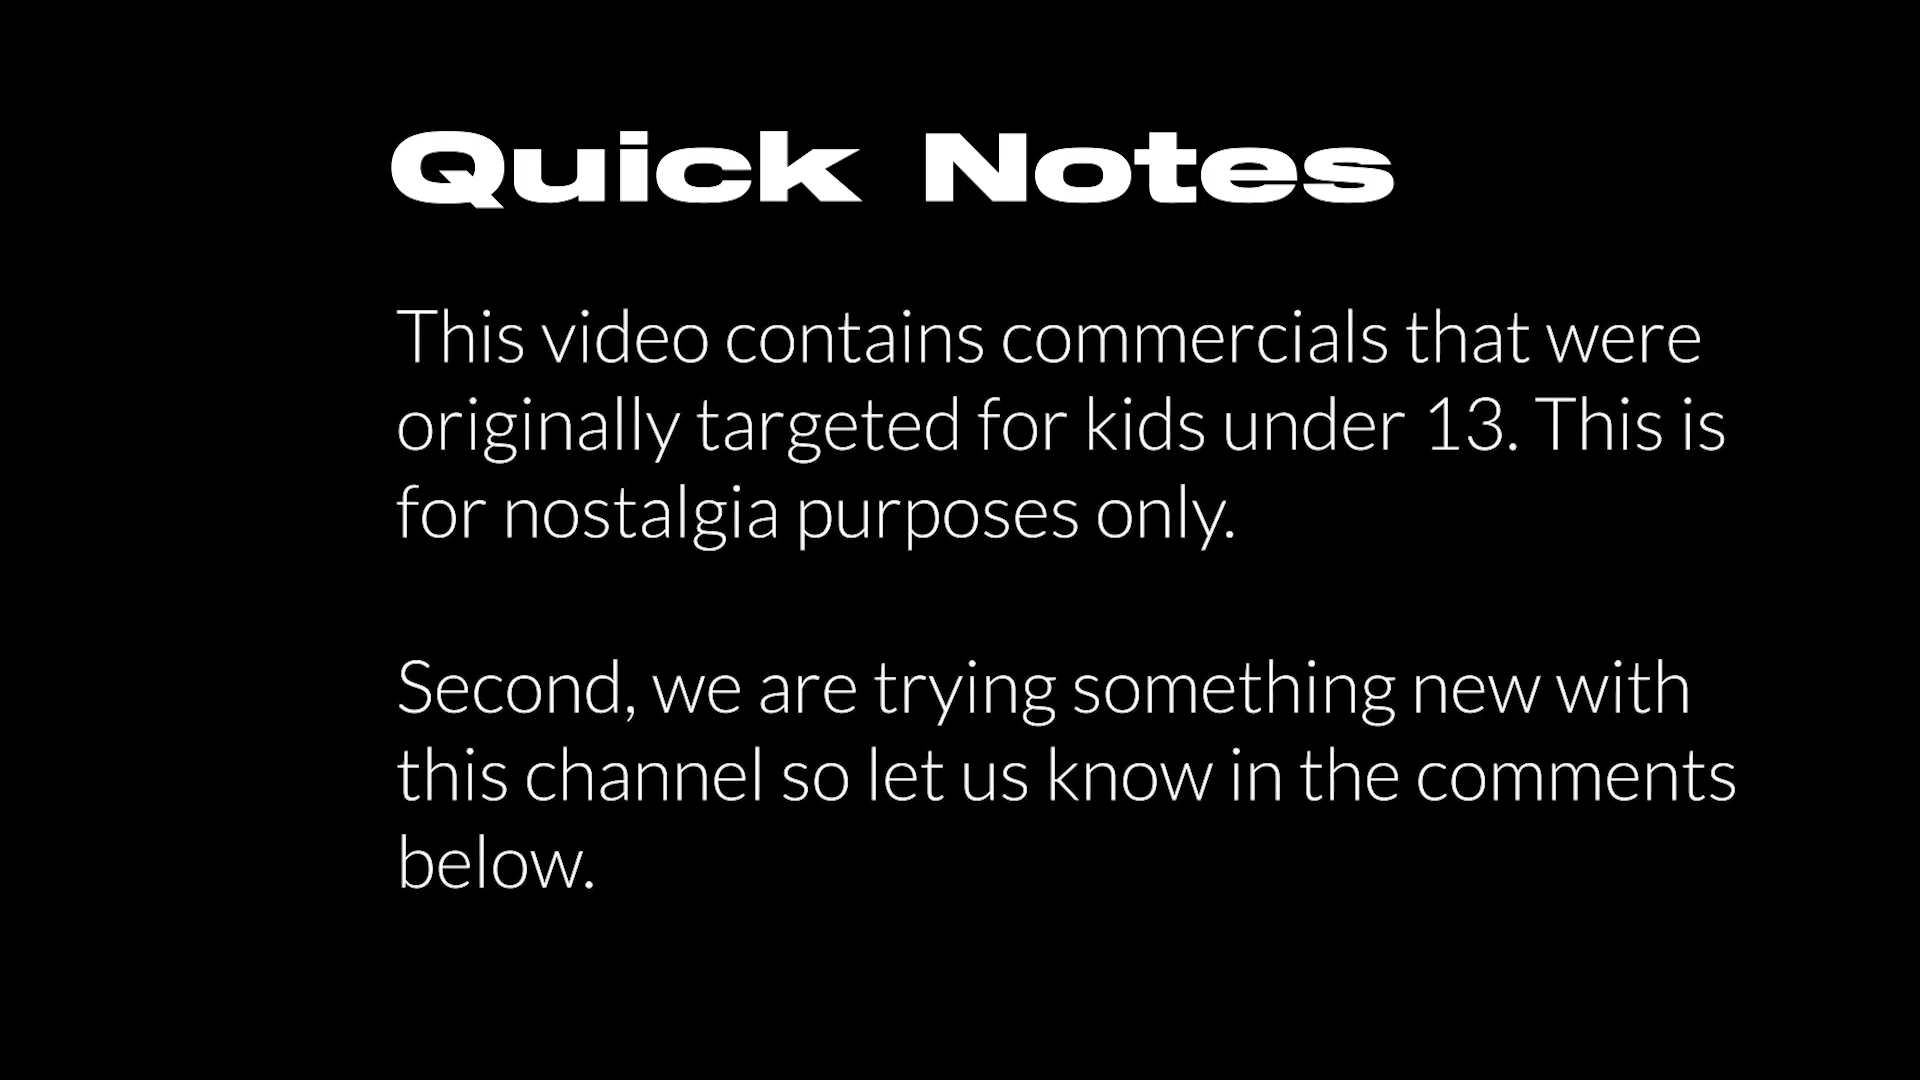 Quick Notes
This video contains commercials that were
originally targeted for kids under 13. This is
for nostalgia purposes only.
Second, we are trying something new with
this channel so let us know in the comments
below.